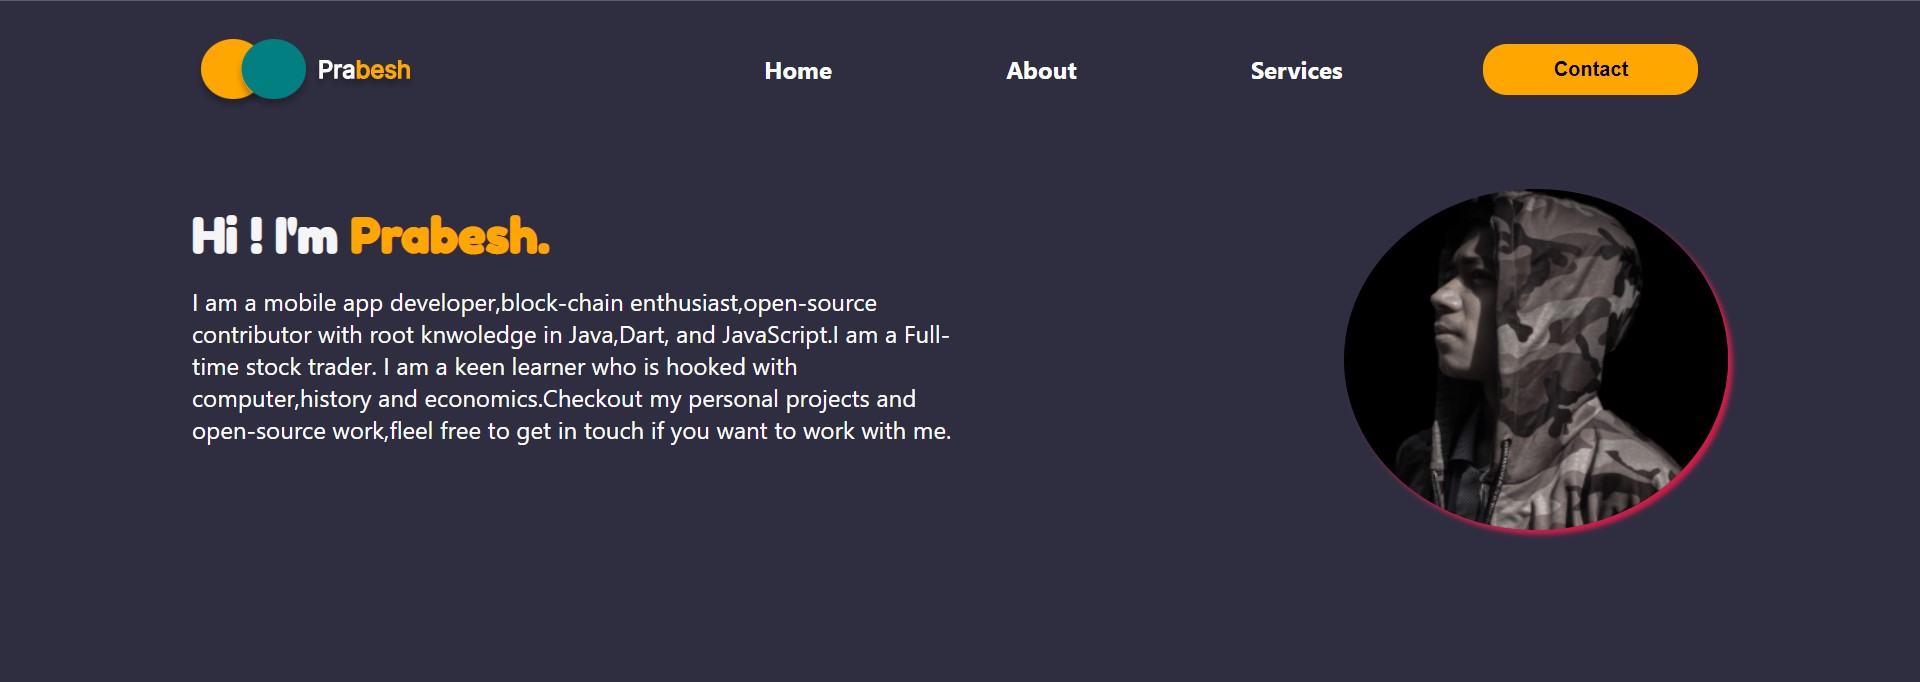 Prabesh
Home
About
Services
Contact
Hi ! I'm Prabesh.
I am a mobile app developer,block-chain enthusiast,open-source
contributor with root knwoledge in Java,Dart, and JavaScript.I am a Full-
time stock trader. I am a keen learner who is hooked with
computer,history and economics.Checkout my personal projects and
open-source work,fleel free to get in touch if you want to work with me.